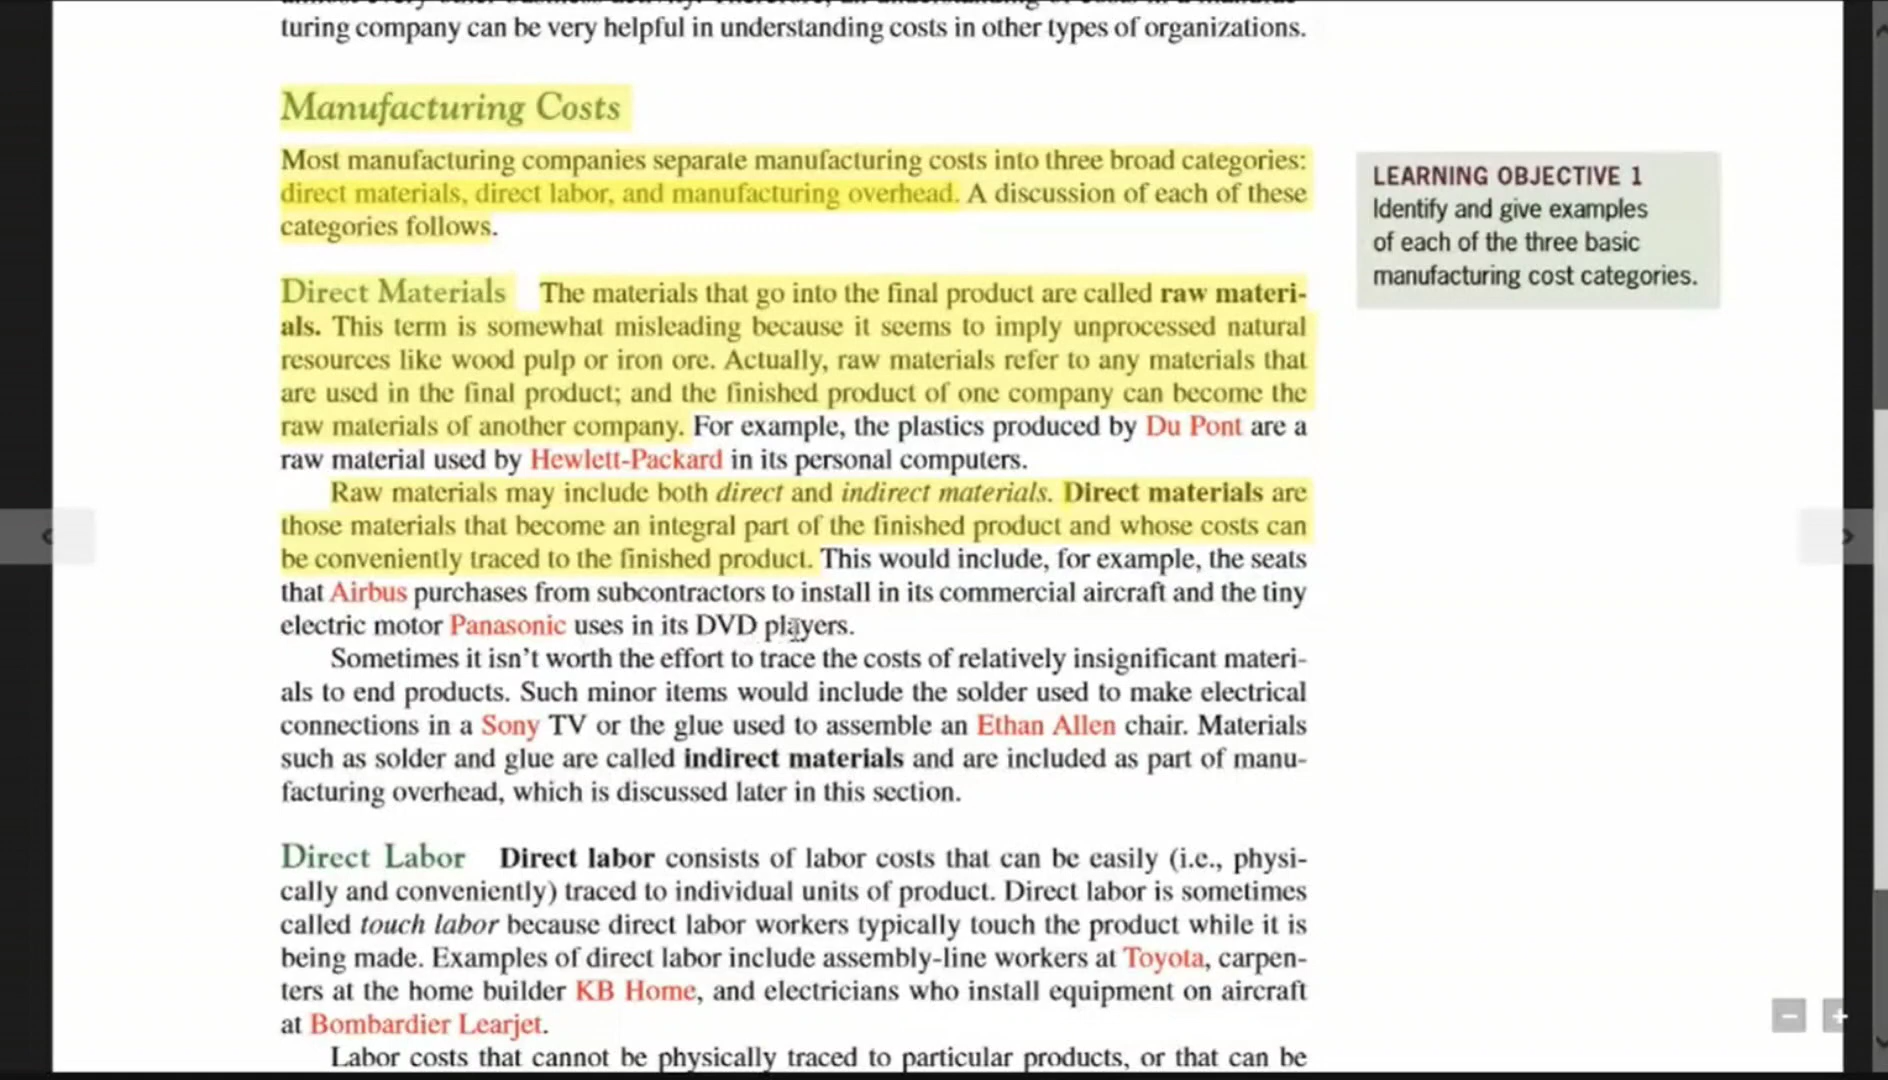 turing company can be very helpful in understanding costs in other types of organizations.
Manufacturing Costs
Most manufacturing companies separate manufacturing costs into three broad categories:
direct materials, direct labor, and manufacturing overhead. A discussion of each of these
categories follows.
LEARNING OBJECTIVE 1
Identify and give examples
of each of the three basic
manufacturing cost categories.
Direct Materials The materials that go into the final product are called raw materi-
als. This term is somewhat misleading because it seems to imply unprocessed natural
resources like wood pulp or iron ore. Actually, raw materials refer to any materials that
are used in the final product; and the finished product of one company can become the
raw materials of another company. For example, the plastics produced by Du Pont are a
raw material used by Hewlett-Packard in its personal computers.
Raw materials may include both direct and indirect materials. Direct materials are
those materials that become an integral part of the finished product and whose costs can
be conveniently traced to the finished product. This would include, for example, the seats
that Airbus purchases from subcontractors to install in its commercial aircraft and the tiny
electric motor Panasonic uses in its DVD players.
Sometimes it isn't worth the effort to trace the costs of relatively insignificant materi-
als to end products. Such minor items would include the solder used to make electrical
connections in a Sony TV or the glue used to assemble an Ethan Allen chair. Materials
such as solder and glue are called indirect materials and are included as part of manu-
facturing overhead, which is discussed later in this section.
Direct Labor Direct labor consists of labor costs that can be easily (i.e., physi-
cally and conveniently) traced to individual units of product. Direct labor is sometimes
called touch labor because direct labor workers typically touch the product while it is
being made. Examples of direct labor include assembly-line workers at Toyota, carpen-
ters at the home builder KB Home, and electricians who install equipment on aircraft
at Bombardier Learjet.
Labor costs that cannot be physically traced to particular products, or that can be